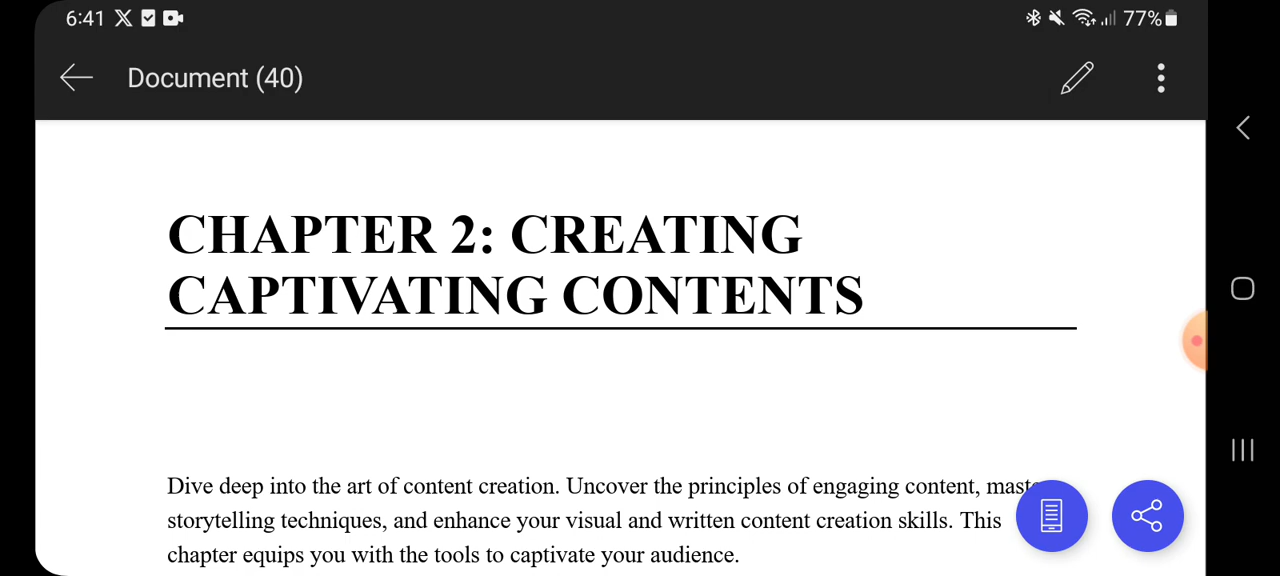 6:41 77%
Document (40)
CHAPTER 2: CREATING
CAPTIVATING CONTENTS
Dive deep into the art of content creation. Uncover the principles of engaging content,
storytelling techniques, and enhance your visual and written content creation skills. This
chapter equips you with the tools to captivate your audience.